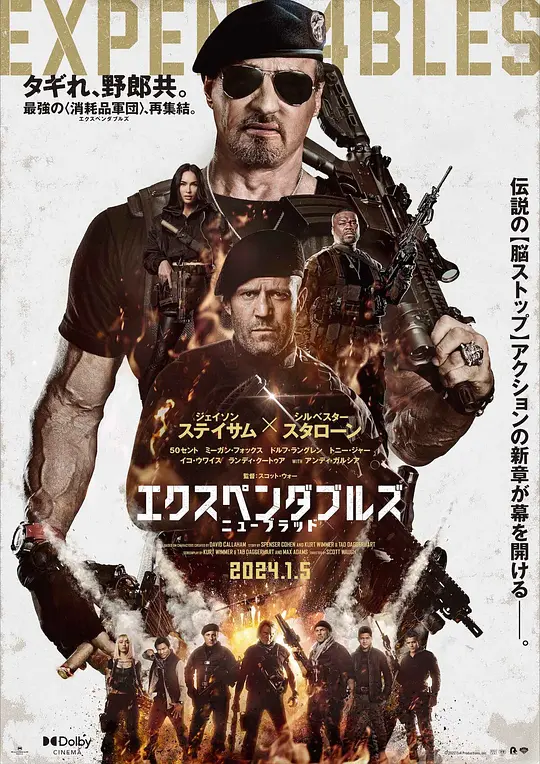 EXPEND4BLES
タギれ、野郎共。
最強の〈消耗品軍団〉、再集結。
エクスペンダブルズ
伝説の【脳ストップ】アクションの新章が幕を開ける——。
ジェイソン シルベスター
ステイサム×スタローン
50セント ミーガン・フォックス ドルフ・ラングレン トニー・ジャー
イコ・ウワイス ランディ・クートゥア WITH アンディ・ガルシア
監督:スコット・ウォー
エクスペンダブルズ
ニューブラッド
BASED ON CHARACTERS CREATED BY DAVID CALLAHAM STORY BY SPENSER COHEN AND KURT WIMMER & TAD DAGGERHART
SCREENPLAY BY KURT WIMMER & TAD DAGGERHART AND MAX ADAMS DIRECTED BY SCOTT WAUGH
2024.1.5
Dolby
CINEMA